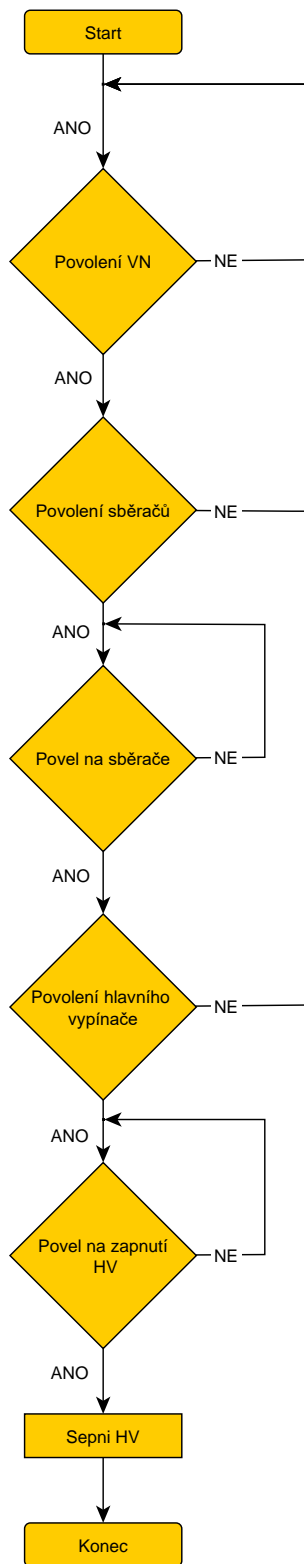 Start
ANO
Povolení VN
NE
ANO
Povolení sběračů
NE
ANO
Povel na sběrače
NE
ANO
Povolení hlavního
vypínače
NE
ANO
Povel na zapnutí
HV
NE
ANO
Sepni HV
Konec